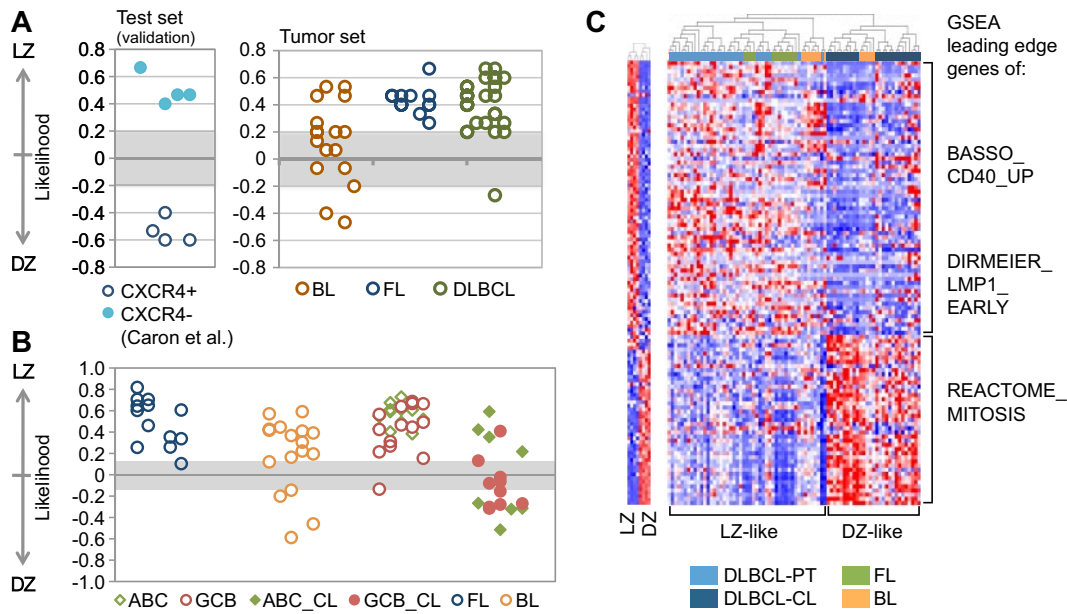 A
LZ
Likelihood
DZ
Test set
(validation)
0.8
0.6
0.4
0.2
0
-0.2
-0.4
-0.6
-0.8
CXCR4+
CXCR4-
(Caron et al.)
Tumor set
0.8
0.6
0.4
0.2
0
-0.2
-0.4
-0.6
-0.8
BL FL DLBCL
B
LZ
Likelihood
DZ
1.0
0.8
0.6
0.4
0.2
0
-0.2
-0.4
-0.6
-0.8
-1.0
ABC GCB ABC_CL GCB_CL FL BL
C
GSEA
leading edge
genes of:
BASSO_
CD40_UP
DIRMEIER_
LMP1_
EARLY
REACTOME_
MITOSIS
LZ
DZ
LZ-like
DZ-like
DLBCL-PT
DLBCL-CL
FL
BL